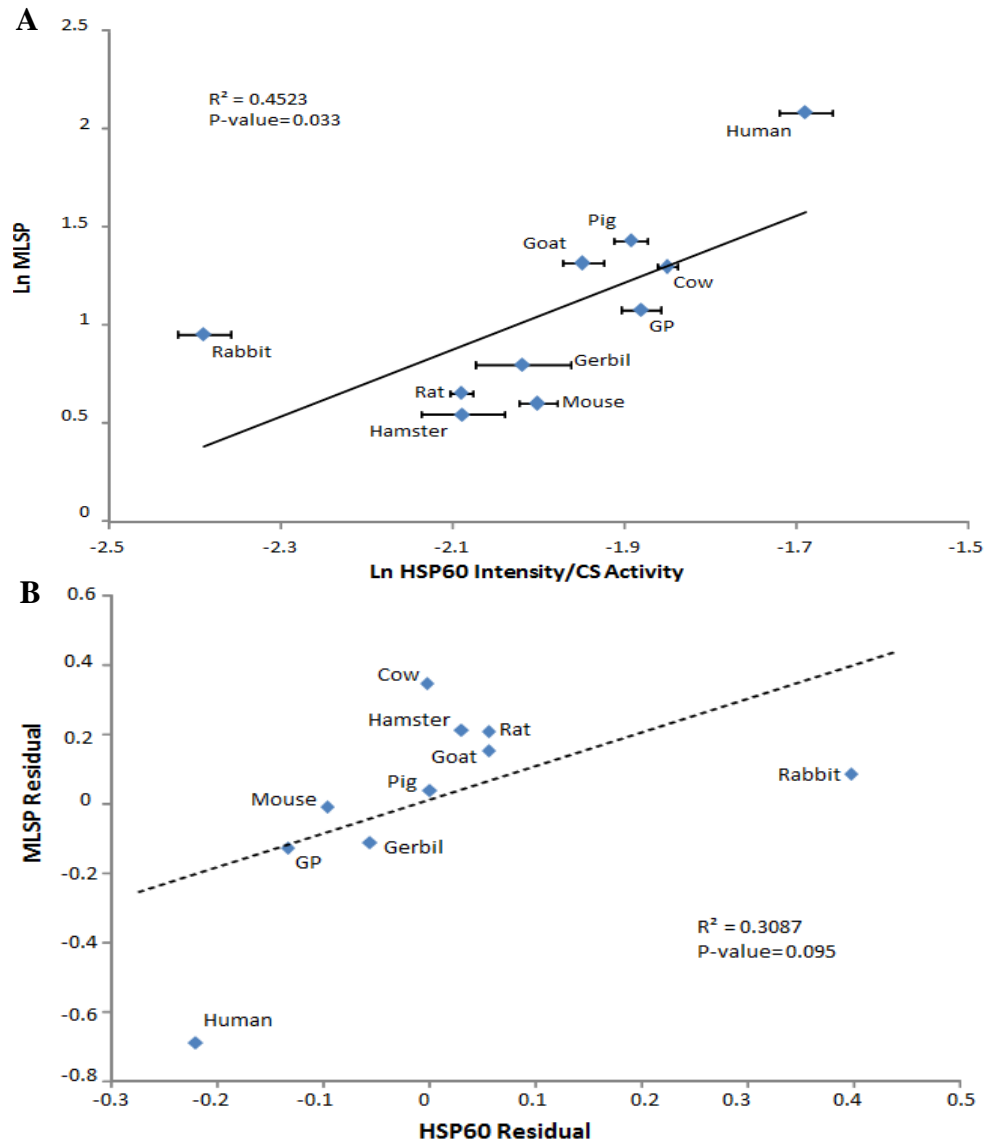 A
2.5
R² = 0.4523
P-value=0.033
2
Human
Pig
1.5
Goat
Ln MLSP
Cow
1
GP
Rabbit
Gerbil
Rat
Mouse
0.5
Hamster
0
-2.5 -2.3 -2.1 -1.9 -1.7 -1.5
Ln HSP60 Intensity/CS Activity
B
0.6
Cow
0.4
Hamster Rat
0.2
Goat
Pig Rabbit
MLSP Residual
Mouse
0
GP Gerbil
-0.2
-0.4
R² = 0.3087
P-value=0.095
-0.6
Human
-0.8
-0.3 -0.2 -0.1 0 0.1 0.2 0.3 0.4 0.5
HSP60 Residual